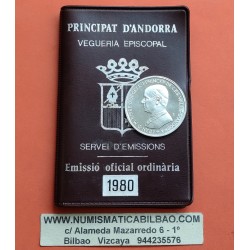 PRINCIPAT D'ANDORRA
VEGUERIA EPISCOPAL
SERVEI D'EMISSIONS
Emissió oficial ordinària
1980
WWW.NUMISMATICABILBAO.COM
c/ Alameda Mazarredo 6 - 1º
Bilbao Vizcaya 944235576